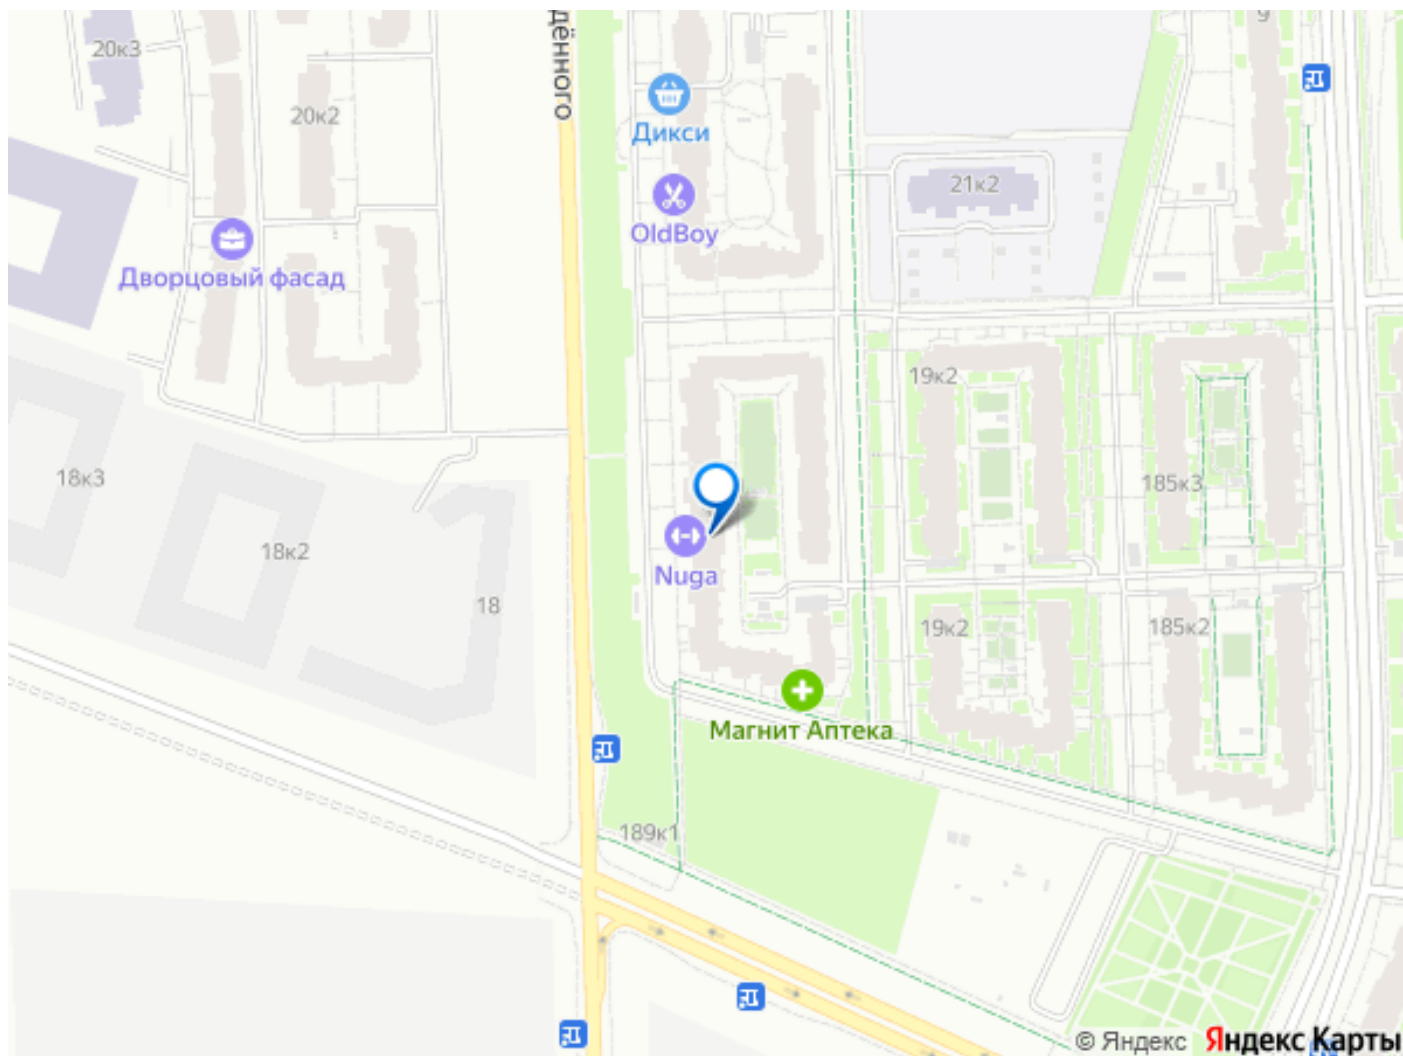 дённого
9
20к3
20к2
Дикси
21к2
OldBoy
Дворцовый фасад
19к2
18к3
185к3
18к2
Nuga
18
19к2
185к2
Магнит Аптека
189к1
© Яндекс Яндекс Карты